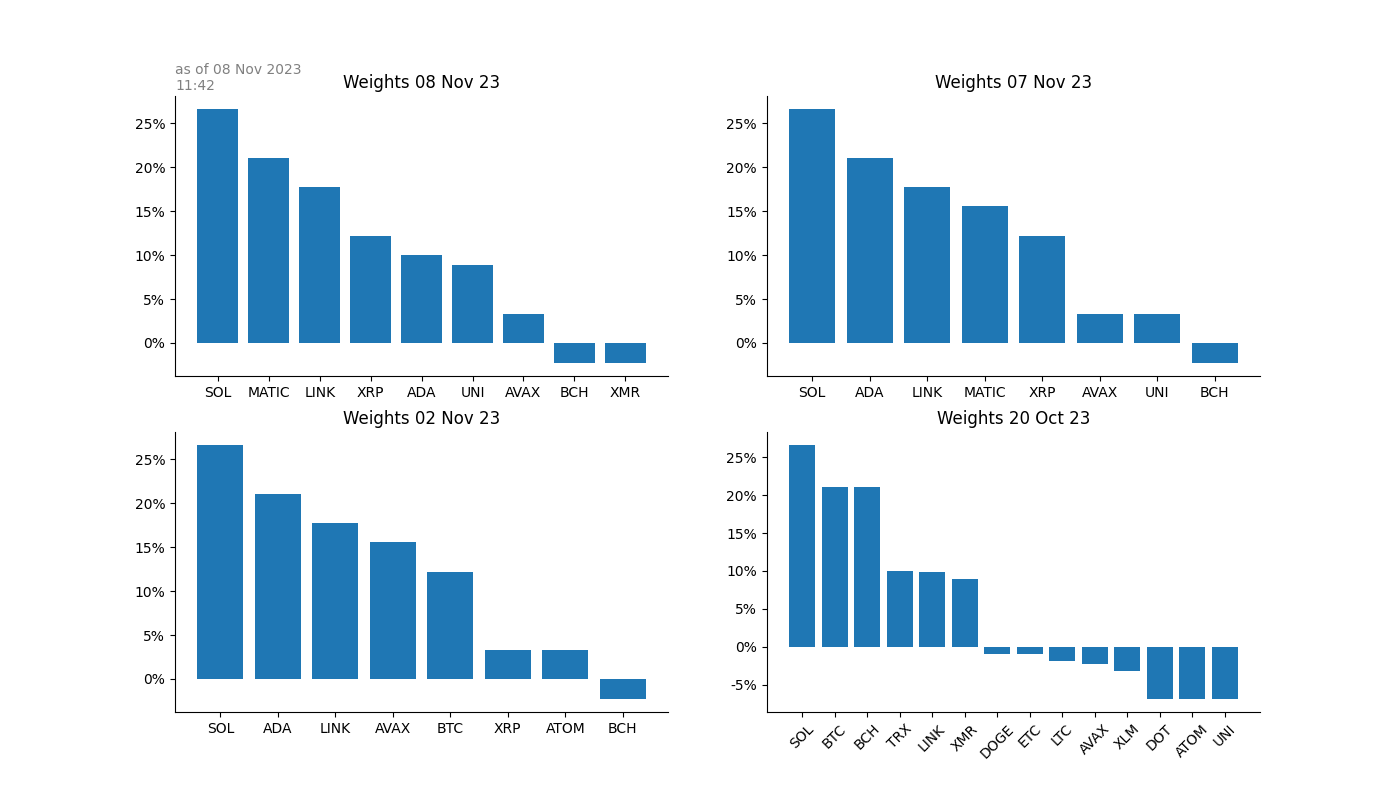 as of 08 Nov 2023
11:42
Weights 08 Nov 23
25%
20%
15%
10%
5%
0%
SOL MATIC LINK XRP ADA UNI AVAX BCH XMR
Weights 07 Nov 23
25%
20%
15%
10%
5%
0%
SOL ADA LINK MATIC XRP AVAX UNI BCH
Weights 02 Nov 23
25%
20%
15%
10%
5%
0%
SOL ADA LINK AVAX BTC XRP ATOM BCH
Weights 20 Oct 23
25%
20%
15%
10%
5%
0%
-5%
SOL BTC BCH TRX LINK XMR DOGE ETC LTC AVAX XLM DOT ATOM UNI